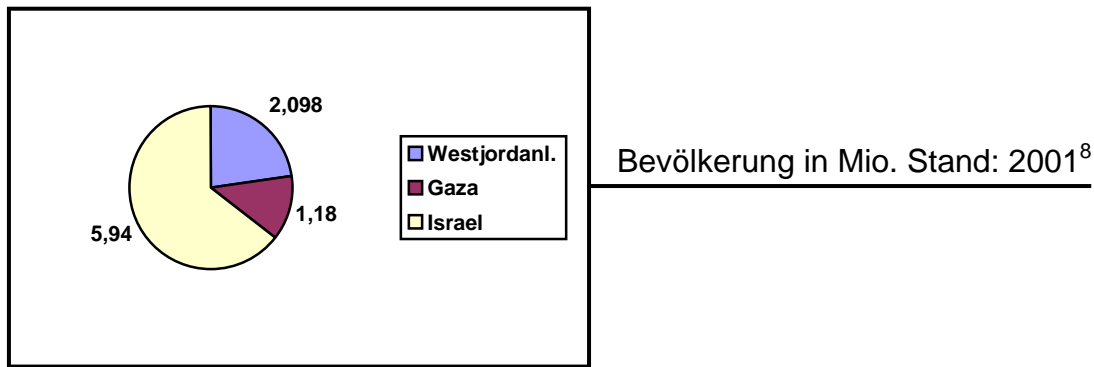 2,098
1,18
5,94
Westjordanl.
Gaza
Israel
Bevölkerung in Mio. Stand: 2001⁸